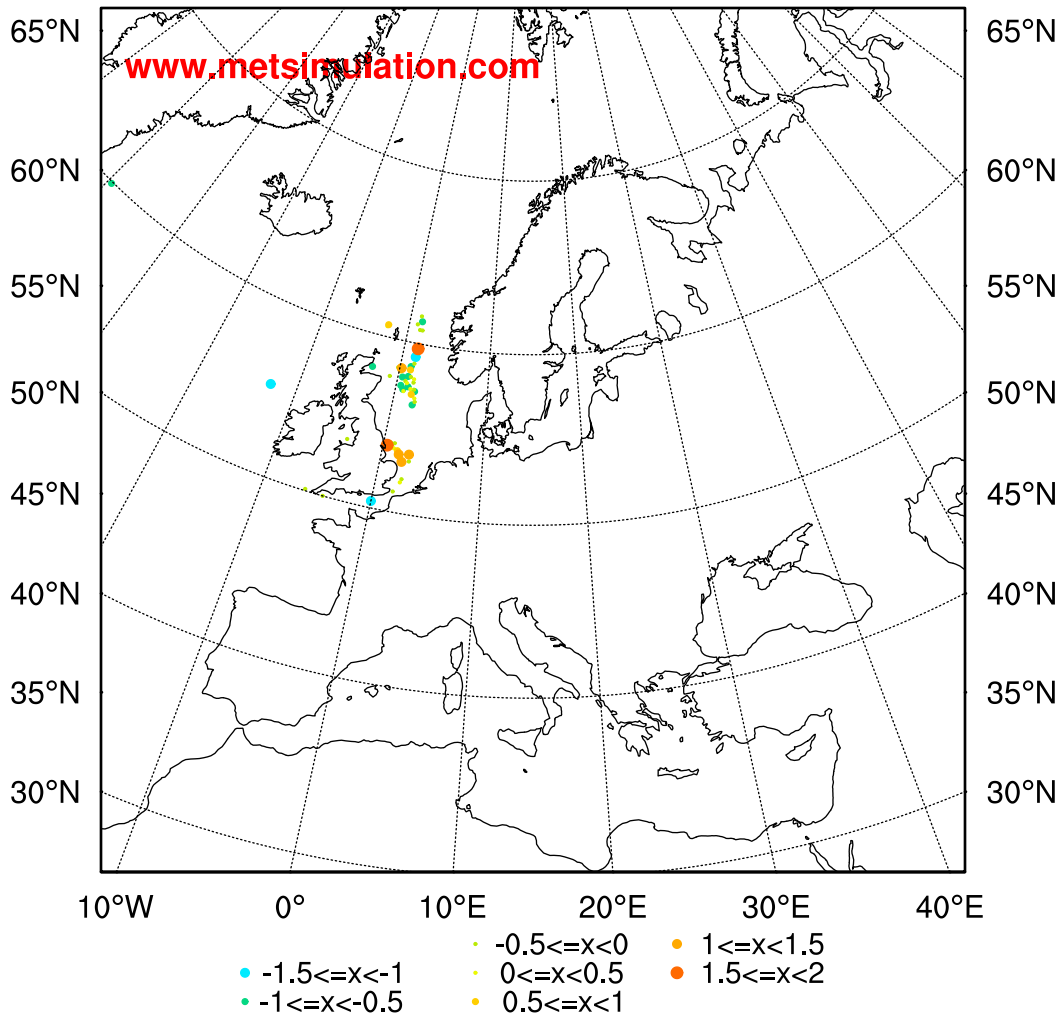 65°N 65°N
www.metsimulation.com
60°N 60°N
55°N 55°N
50°N 50°N
45°N 45°N
40°N 40°N
35°N 35°N
30°N 30°N
10°W 0° 10°E 20°E 30°E 40°E
-0.5<=x<0 1<=x<1.5
-1.5<=x<-1 0<=x<0.5 1.5<=x<2
-1<=x<-0.5 0.5<=x<1